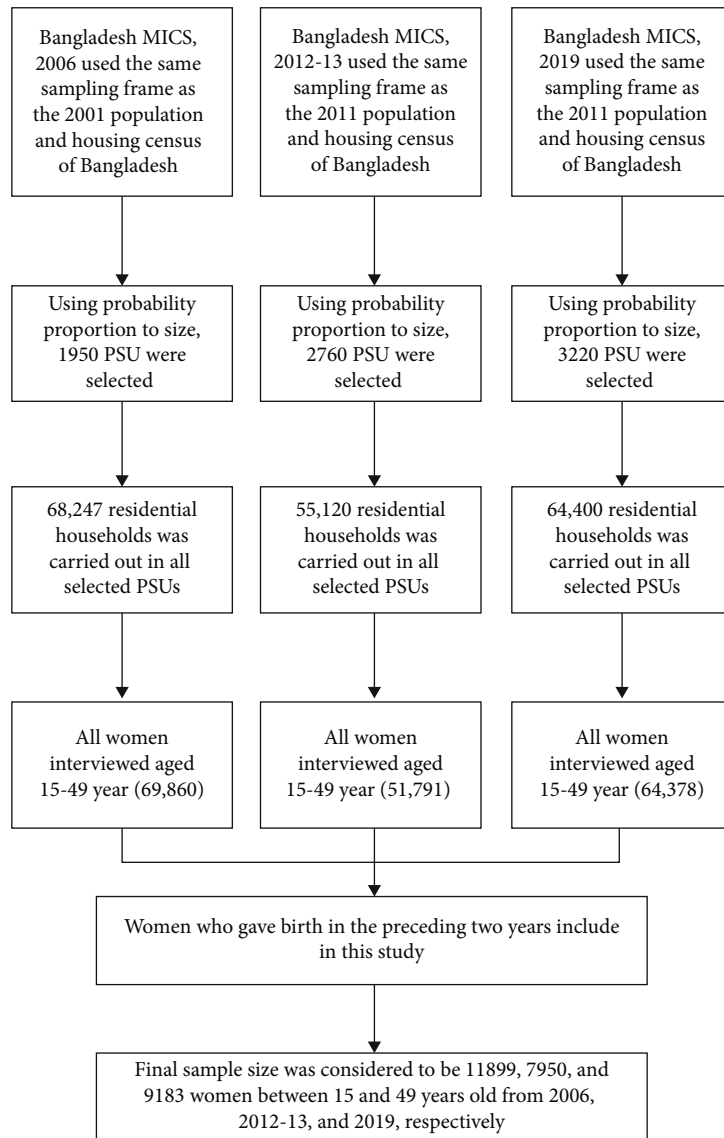 Bangladesh MICS,
2006 used the same
sampling frame as
the 2001 population
and housing census
of Bangladesh
Bangladesh MICS,
2012-13 used the same
sampling frame as
the 2011 population
and housing census
of Bangladesh
Bangladesh MICS,
2019 used the same
sampling frame as
the 2011 population
and housing census
of Bangladesh
Using probability
proportion to size,
1950 PSU were
selected
Using probability
proportion to size,
2760 PSU were
selected
Using probability
proportion to size,
3220 PSU were
selected
68,247 residential
households was
carried out in all
selected PSUs
55,120 residential
households was
carried out in all
selected PSUs
64,400 residential
households was
carried out in all
selected PSUs
All women
interviewed aged
15-49 year (69,860)
All women
interviewed aged
15-49 year (51,791)
All women
interviewed aged
15-49 year (64,378)
Women who gave birth in the preceding two years include
in this study
Final sample size was considered to be 11899, 7950, and
9183 women between 15 and 49 years old from 2006,
2012-13, and 2019, respectively